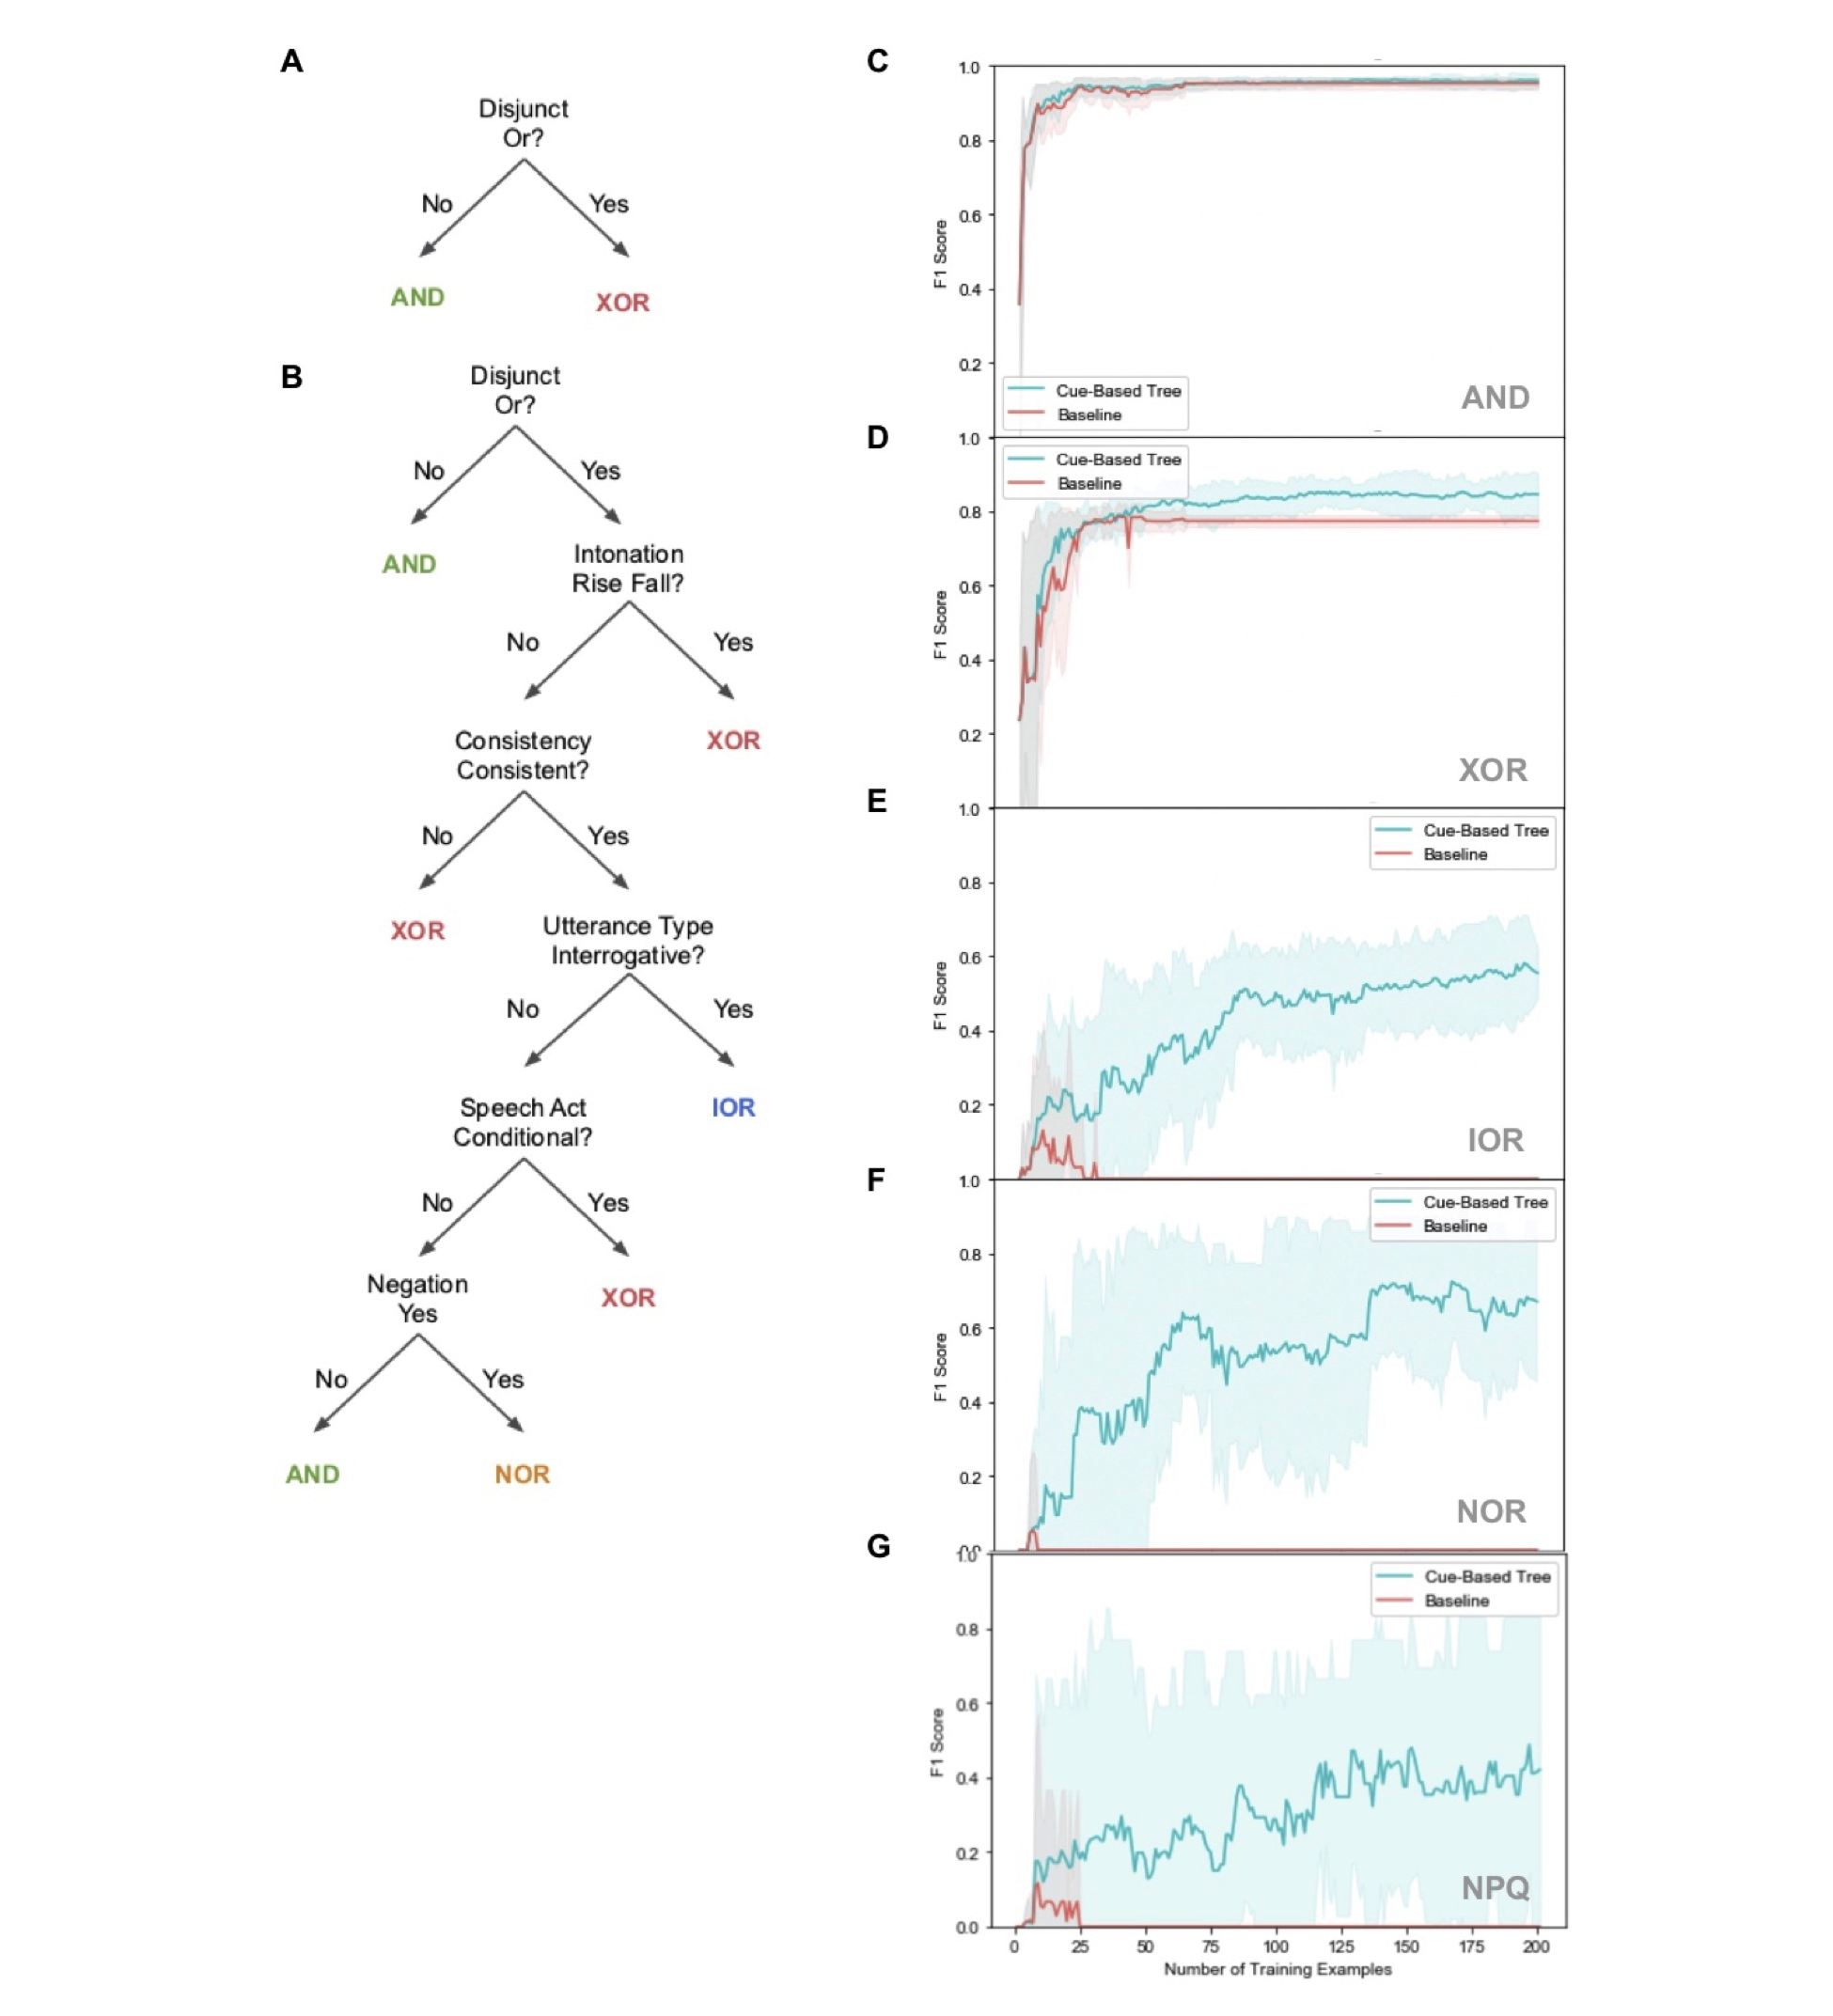 A
Disjunct
Or?
No
Yes
AND
XOR
B
Disjunct
Or?
No
Yes
AND
Intonation
Rise Fall?
No
Yes
Consistency
Consistent?
XOR
No
Yes
XOR
Utterance Type
Interrogative?
No
Yes
Speech Act
Conditional?
IOR
No
Yes
Negation
Yes
XOR
No
Yes
AND
NOR
C
1.0
0.8
0.6
0.4
0.2
F1 Score
Cue-Based Tree
Baseline
AND
D
1.0
0.8
0.6
0.4
0.2
F1 Score
Cue-Based Tree
Baseline
XOR
E
1.0
0.8
0.6
0.4
0.2
F1 Score
Cue-Based Tree
Baseline
IOR
F
1.0
0.8
0.6
0.4
0.2
F1 Score
Cue-Based Tree
Baseline
NOR
G
1.0
0.8
0.6
0.4
0.2
0.0
F1 Score
Cue-Based Tree
Baseline
NPQ
0 25 50 75 100 125 150 175 200
Number of Training Examples